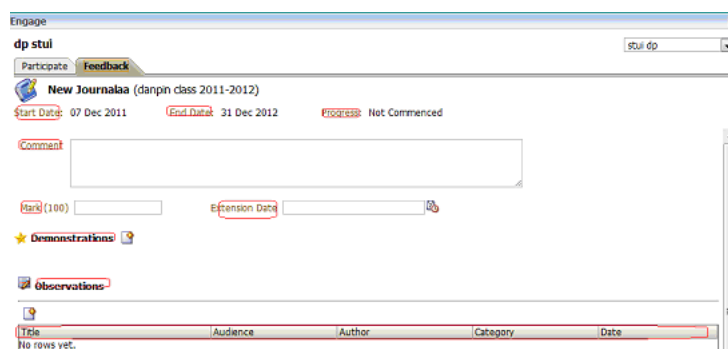 Engage
dp stui
stui dp
Participate Feedback
New Journalaa (danpin class 2011-2012)
Start Date: 07 Dec 2011 End Date: 31 Dec 2012 Progress: Not Commenced
Comment
Mark (100) Extension Date
Demonstrations
Observations
Title Audience Author Category Date
No rows yet.